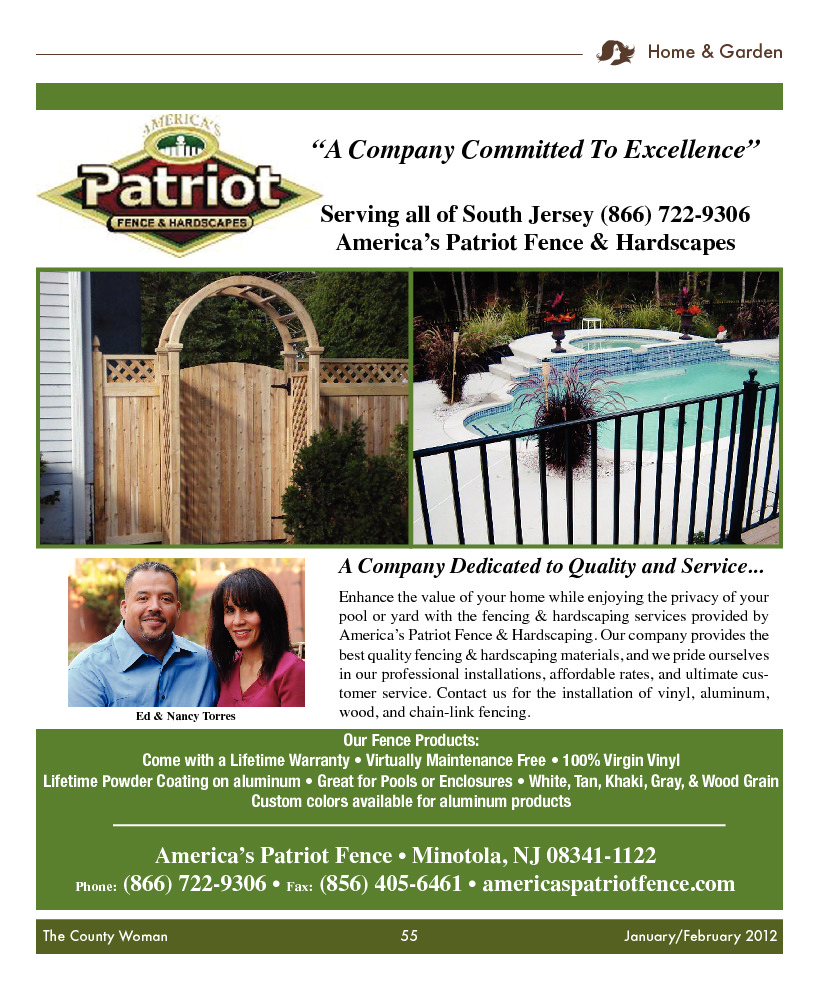 Home & Garden
AMERICA'S
Patriot
FENCE & HARDSCAPES
“A Company Committed To Excellence”
Serving all of South Jersey (866) 722-9306
America’s Patriot Fence & Hardscapes
A Company Dedicated to Quality and Service...
Enhance the value of your home while enjoying the privacy of your
pool or yard with the fencing & hardscaping services provided by
America’s Patriot Fence & Hardscaping. Our company provides the
best quality fencing & hardscaping materials, and we pride ourselves
in our professional installations, affordable rates, and ultimate cus-
tomer service. Contact us for the installation of vinyl, aluminum,
wood, and chain-link fencing.
Ed & Nancy Torres
Our Fence Products:
Come with a Lifetime Warranty • Virtually Maintenance Free • 100% Virgin Vinyl
Lifetime Powder Coating on aluminum • Great for Pools or Enclosures • White, Tan, Khaki, Gray, & Wood Grain
Custom colors available for aluminum products
America’s Patriot Fence • Minotola, NJ 08341-1122
Phone: (866) 722-9306 • Fax: (856) 405-6461 • americaspatriotfence.com
The County Woman 55 January/February 2012